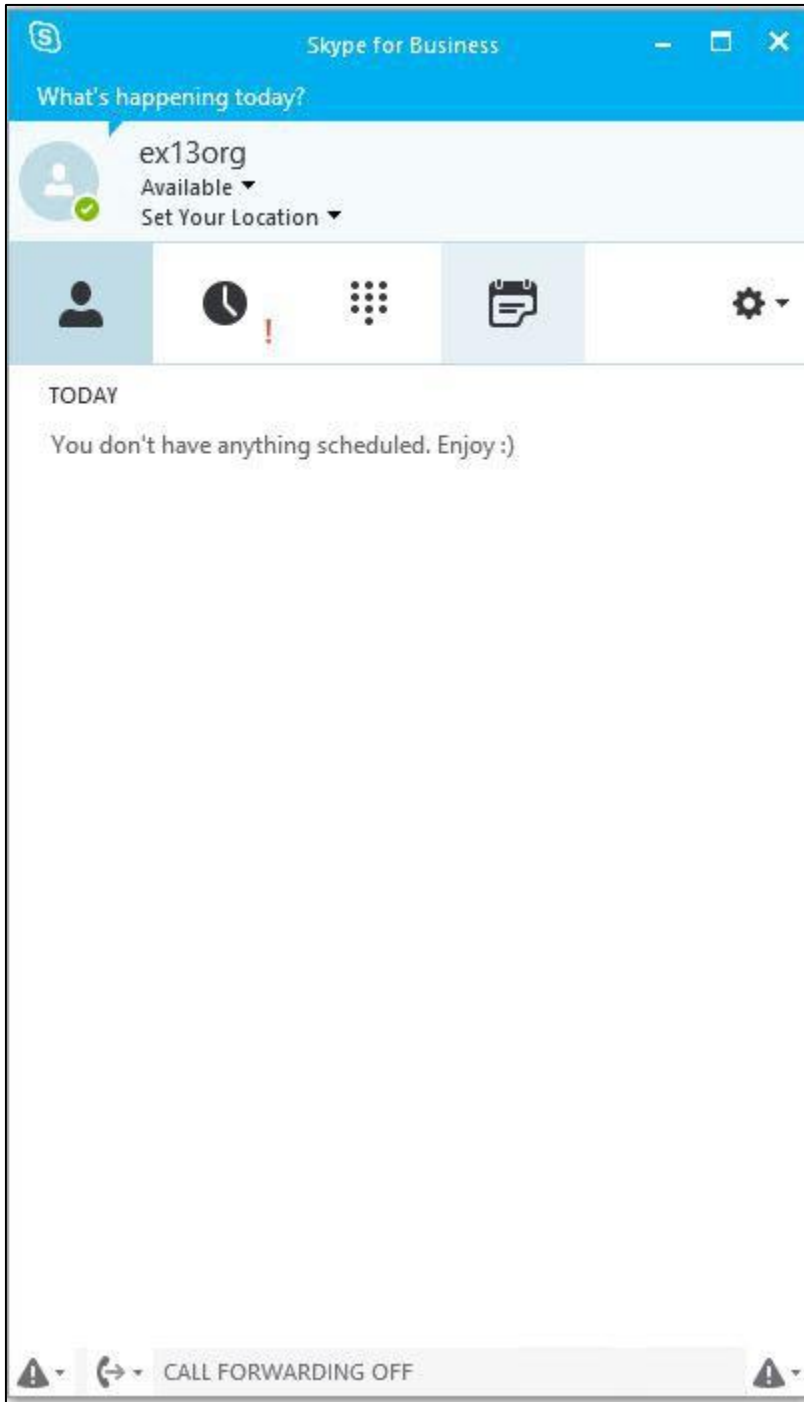 Skype for Business
What's happening today?
ex13org
Available
Set Your Location
!
TODAY
You don't have anything scheduled. Enjoy :)
CALL FORWARDING OFF